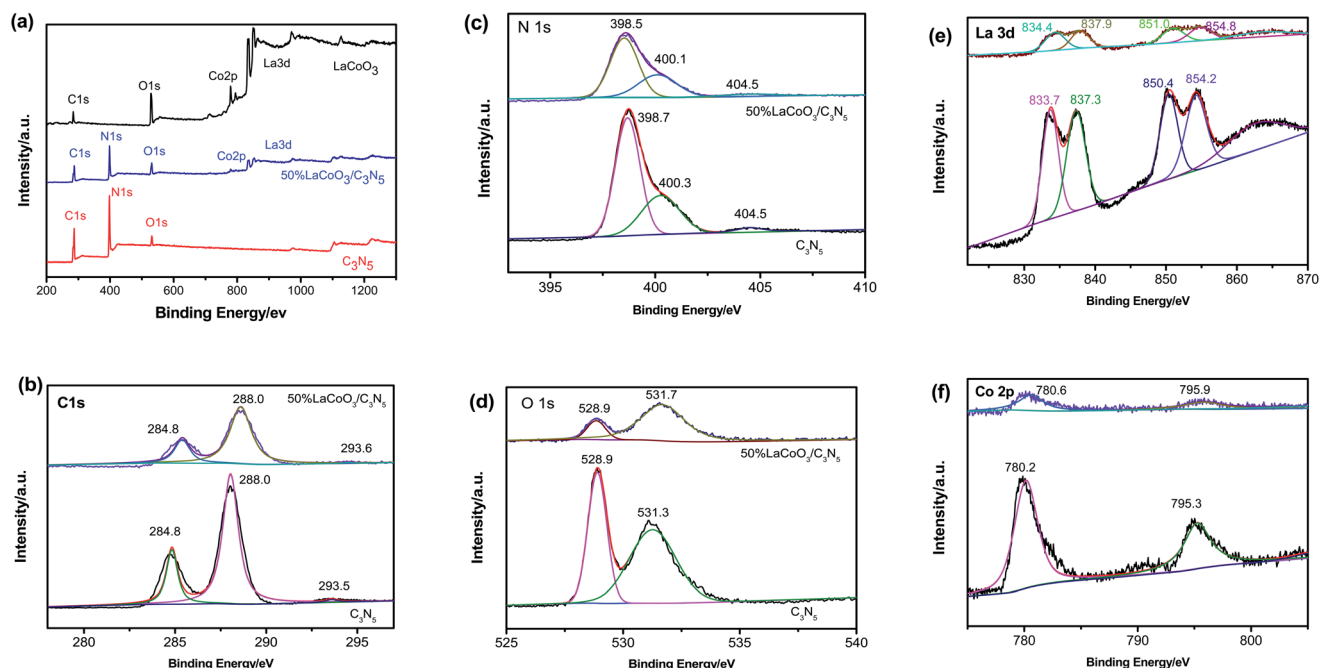 (a)
LaCoO3
La3d
Co2p
O1s
C1s
N1s
C1s
O1s
Co2p
La3d
50%LaCoO3/C3N5
N1s
C1s
O1s
C3N5
Intensity/a.u.
200 400 600 800 1000 1200
Binding Energy/ev
(c)
N 1s
398.5
400.1
404.5
50%LaCoO3/C3N5
398.7
400.3
404.5
C3N5
Intensity/a.u.
395 400 405 410
Binding Energy/eV
(e)
La 3d
834.4
837.9
851.0
854.8
833.7
837.3
850.4
854.2
Intensity/a.u.
830 840 850 860 870
Binding Energy/eV
(b)
C1s
50%LaCoO3/C3N5
288.0
284.8
293.6
288.0
284.8
293.5
C3N5
Intensity/a.u.
280 285 290 295
Binding Energy/eV
(d)
O 1s
528.9
531.7
50%LaCoO3/C3N5
528.9
531.3
C3N5
Intensity/a.u.
525 530 535 540
Binding Energy/eV
(f)
Co 2p
780.6
795.9
780.2
795.3
Intensity/a.u.
780 790 800
Binding Energy/eV